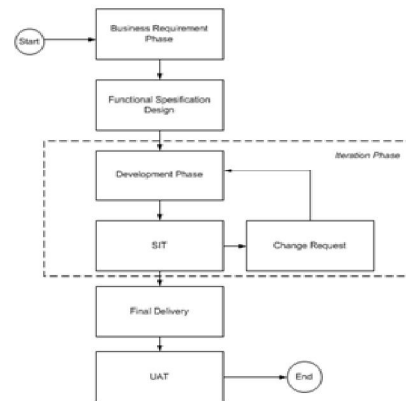 Business Requirement
Phase
Start
Functional Spesification
Design
Iteration Phase
Development Phase
SIT
Change Request
Final Delivery
UAT
End